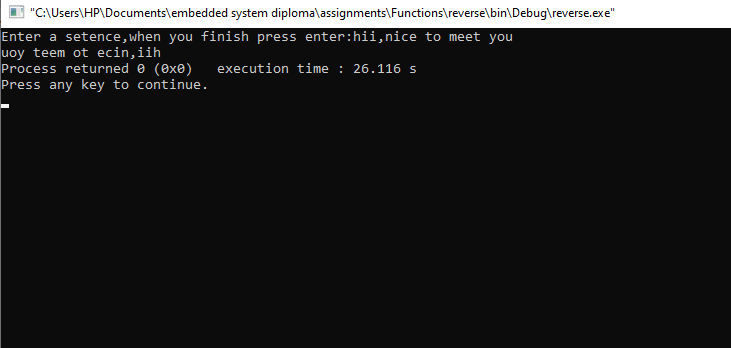 "C:\Users\HP\Documents\embedded system diploma\assignments\Functions\reverse\bin\Debug\reverse.exe"
Enter a setence,when you finish press enter:hii,nice to meet you
uoy teem ot ecin,iih
Process returned 0 (0x0)   execution time : 26.116 s
Press any key to continue.